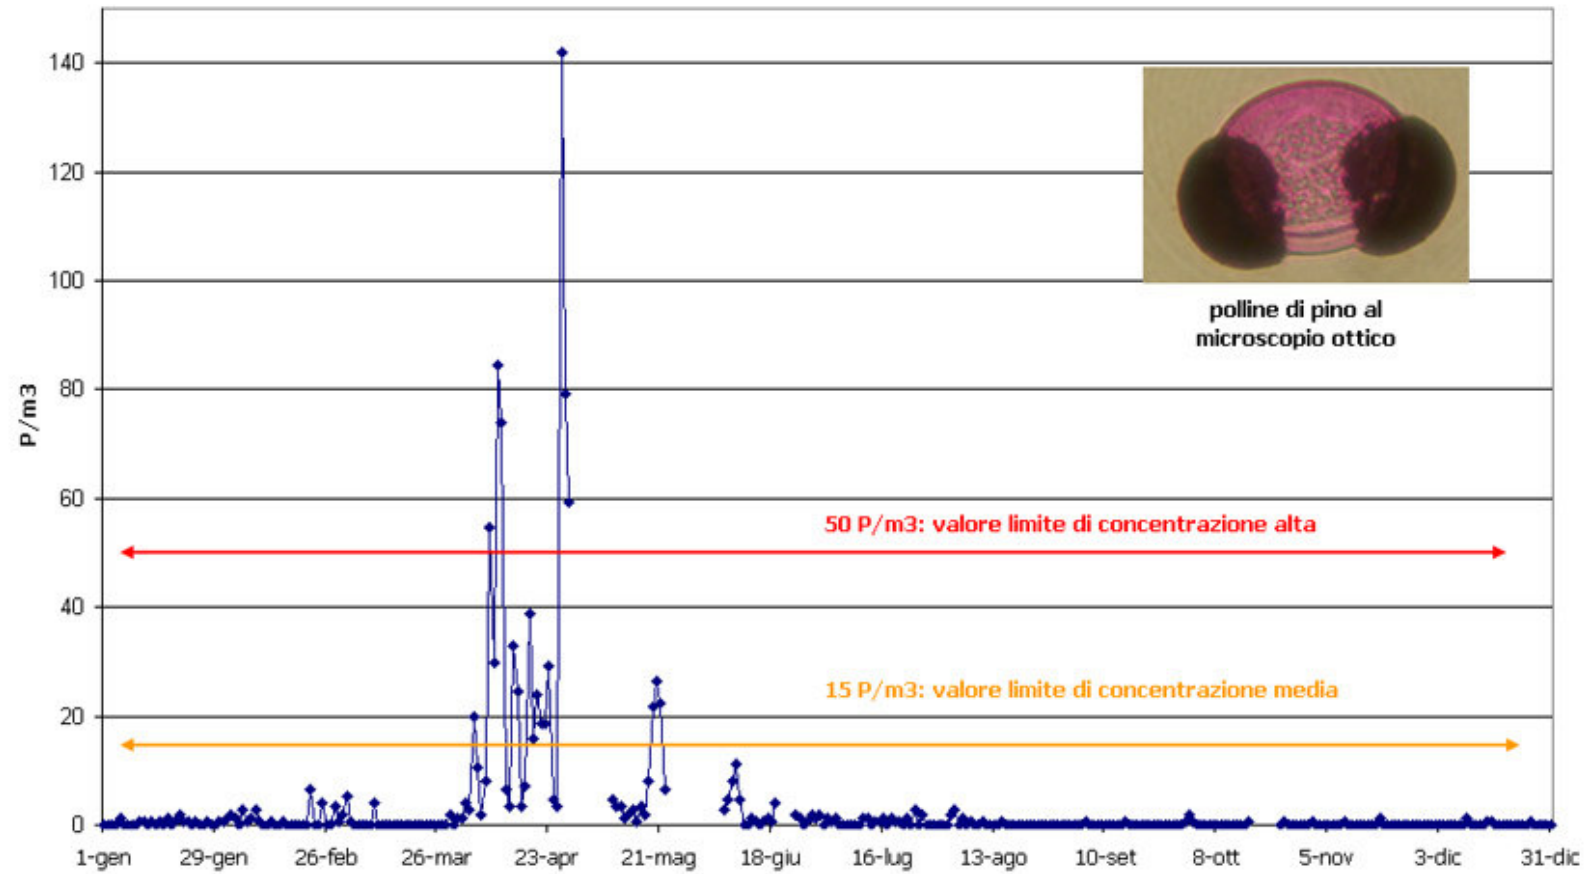 140
120
100
80
60
40
20
0
P/m3
polline di pino al
microscopio ottico
50 P/m3: valore limite di concentrazione alta
15 P/m3: valore limite di concentrazione media
1-gen 29-gen 26-feb 26-mar 23-apr 21-mag 18-giu 16-lug 13-ago 10-set 8-ott 5-nov 3-dic 31-dic